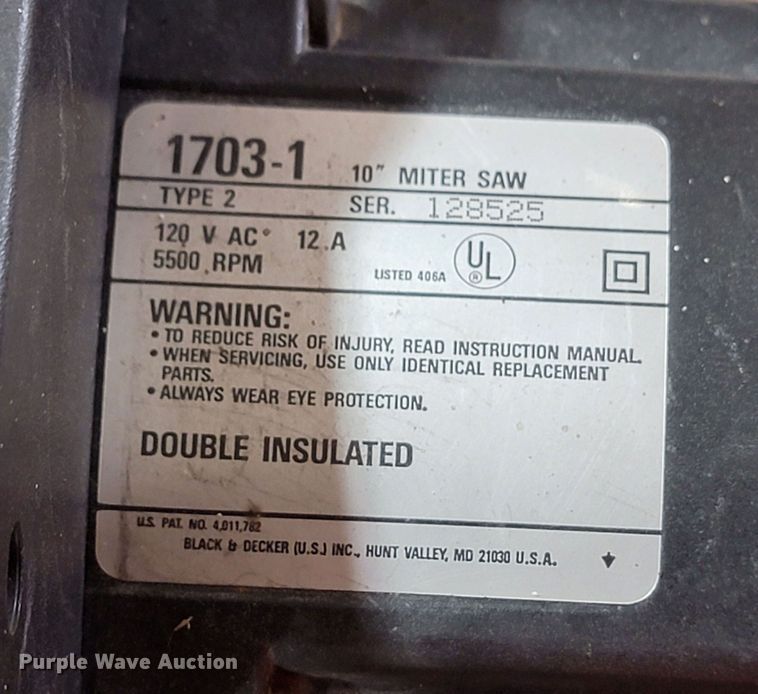 1703-1 10" MITER SAW
TYPE 2 SER. 128525
120 V AC 12 A
5500 RPM LISTED 406A UL ®
WARNING:
• TO REDUCE RISK OF INJURY, READ INSTRUCTION MANUAL.
• WHEN SERVICING, USE ONLY IDENTICAL REPLACEMENT
PARTS.
• ALWAYS WEAR EYE PROTECTION.
DOUBLE INSULATED
U.S. PAT. NO. 4,011,782
BLACK & DECKER (U.S.) INC., HUNT VALLEY, MD 21030 U.S.A.
Purple Wave Auction